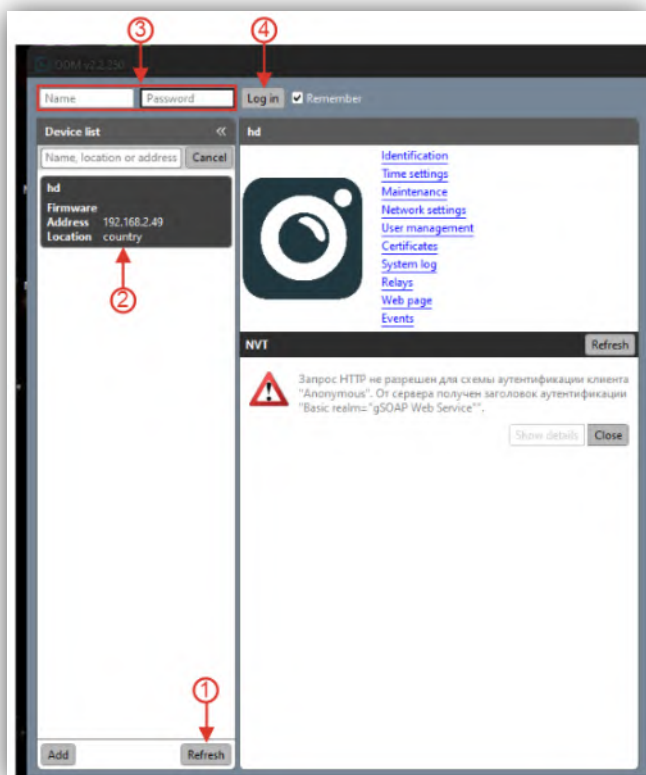 3
4
ODM v2.2.250
Name Password Log in Remember
Device list «
hd
Name, location or address Cancel
hd
Firmware
Address 192.168.2.49
Location country
2
Identification
Time settings
Maintenance
Network settings
User management
Certificates
System log
Relays
Web page
Events
NVT Refresh
Запрос HTTP не разрешен для схемы аутентификации клиента
"Anonymous". От сервера получен заголовок аутентификации
"Basic realm="gSOAP Web Service"".
Show details Close
1
Add Refresh